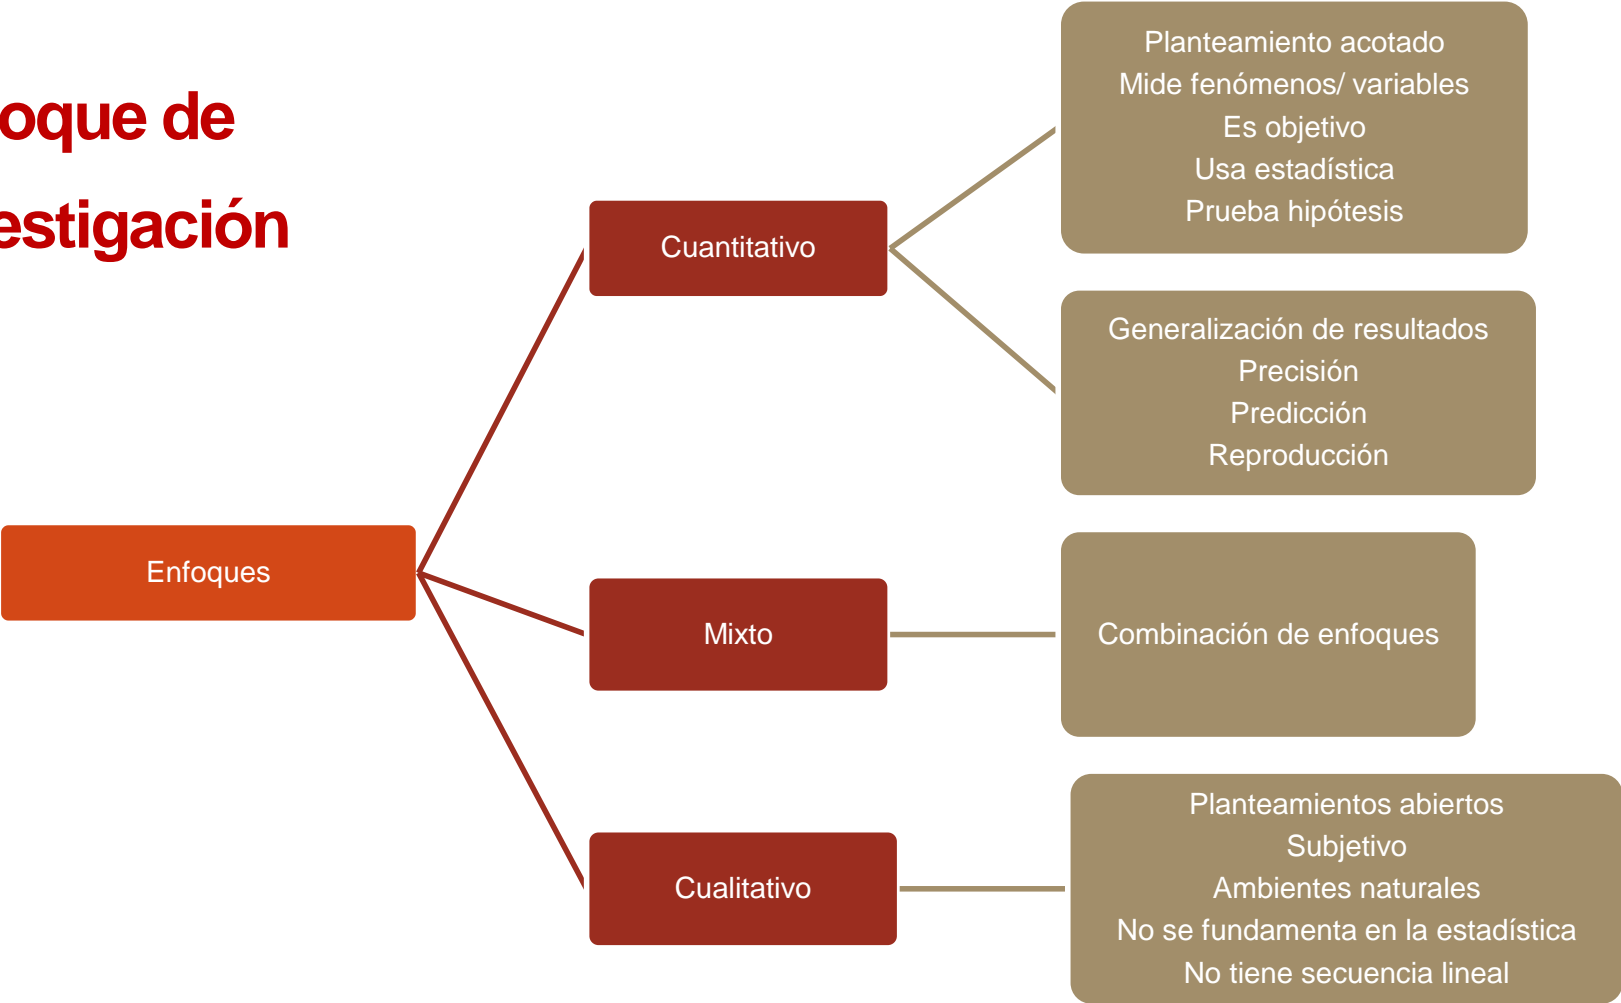 oque de
estigación
Planteamiento acotado
Mide fenómenos/ variables
Es objetivo
Usa estadística
Prueba hipótesis
Cuantitativo
Generalización de resultados
Precisión
Predicción
Reproducción
Enfoques
Mixto
Combinación de enfoques
Cualitativo
Planteamientos abiertos
Subjetivo
Ambientes naturales
No se fundamenta en la estadística
No tiene secuencia lineal